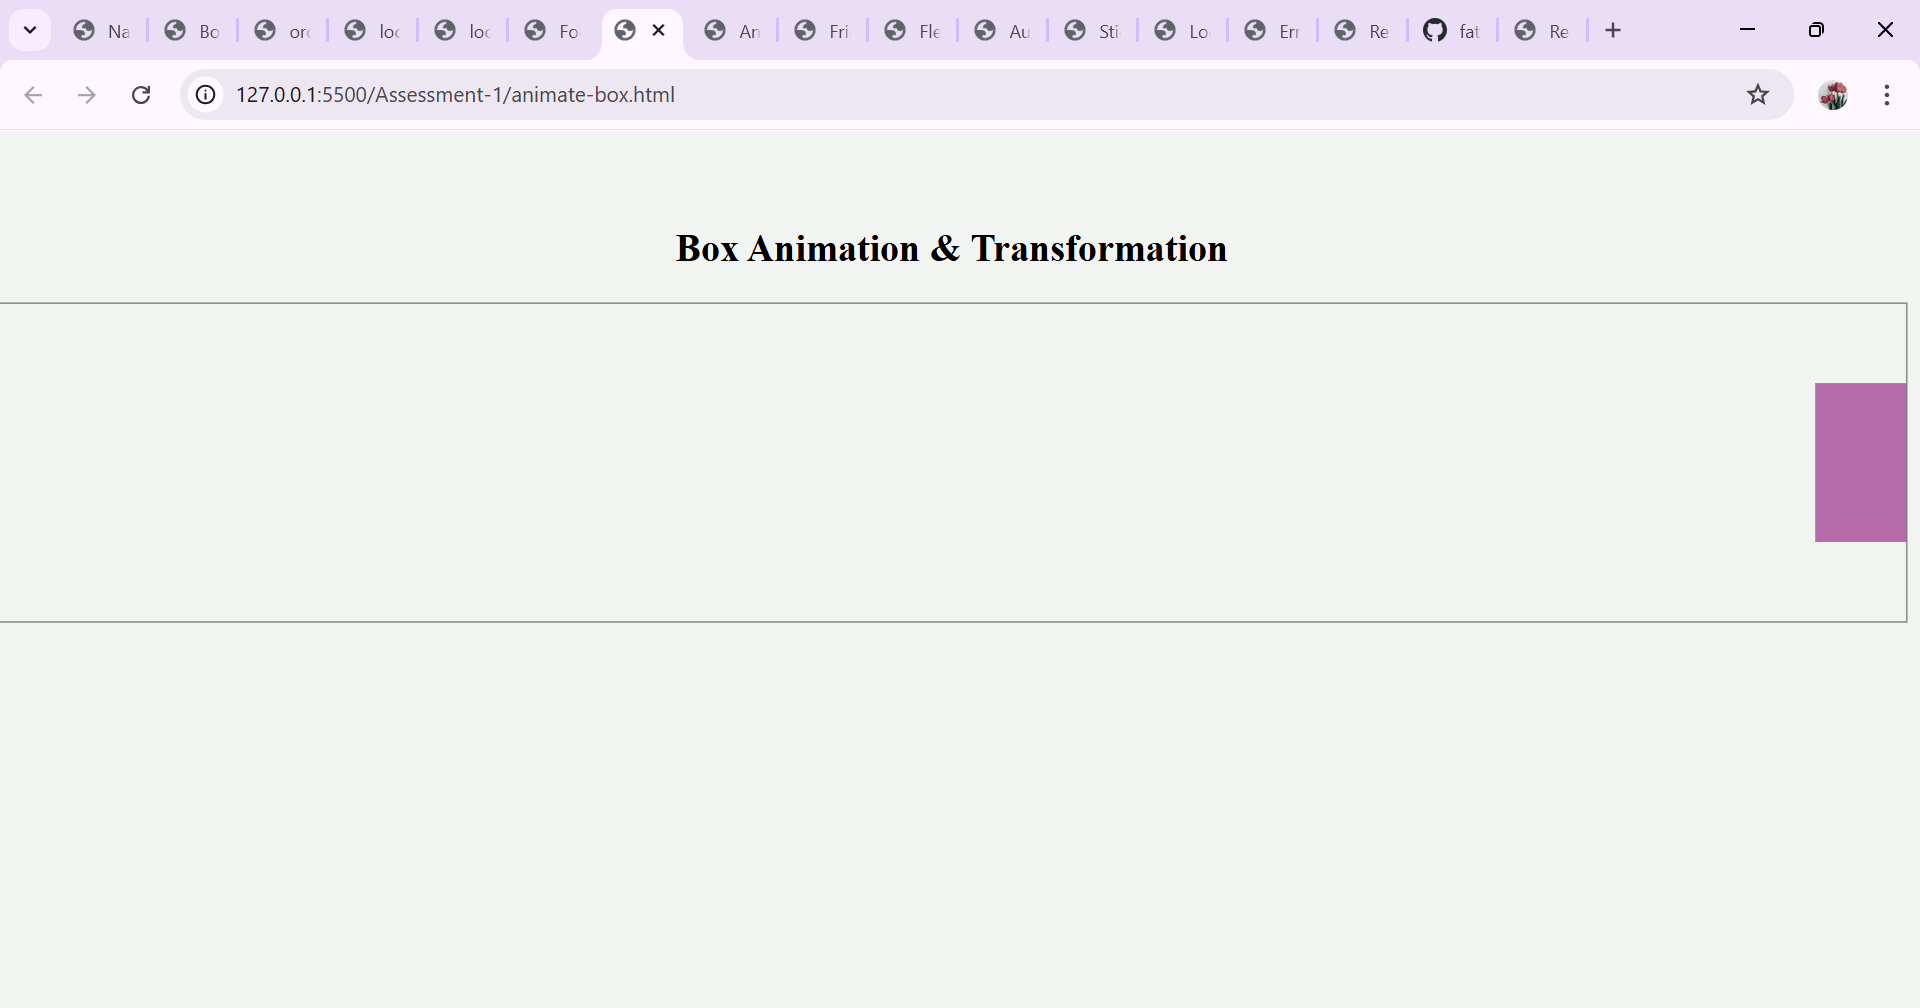 Na
Bo
or
loc
loc
Fo
An
Fri
Fle
Au
Sti
Lo
Err
Re
fat
Re
127.0.0.1:5500/Assessment-1/animate-box.html
Box Animation & Transformation